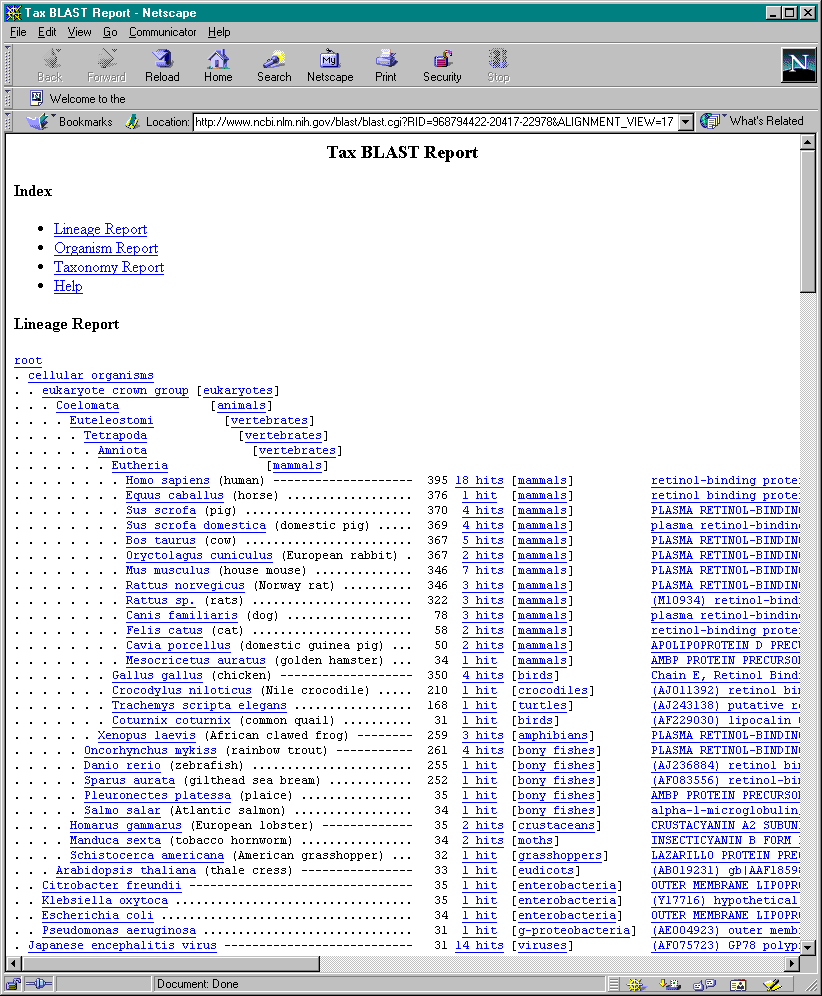 Tax BLAST Report - Netscape
File Edit View Go Communicator Help
Back Forward Reload Home Search Netscape Print Security Stop
Welcome to the
Bookmarks Location: http://www.ncbi.nlm.nih.gov/blast/blast.cgi?RID=968794422-20417-22978&ALIGNMENT_VIEW=17 What's Related
Tax BLAST Report
Index
• Lineage Report
• Organism Report
• Taxonomy Report
• Help
Lineage Report
root
. cellular organisms
. . eukaryote crown group [eukaryotes]
. . . Coelomata [animals]
. . . . Euteleostomi [vertebrates]
. . . . . Tetrapoda [vertebrates]
. . . . . . Amniota [vertebrates]
. . . . . . . Eutheria [mammals]
. . . . . . . . Homo sapiens (human) -------------------- 395 18 hits [mammals] retinol-binding prote
. . . . . . . . Equus caballus (horse) .................. 376 1 hit [mammals] retinol binding prote
. . . . . . . . Sus scrofa (pig) ........................ 370 4 hits [mammals] PLASMA RETINOL-BINDIN
. . . . . . . . Sus scrofa domestica (domestic pig) ..... 369 4 hits [mammals] plasma retinol-bindin
. . . . . . . . Bos taurus (cow) ........................ 367 5 hits [mammals] PLASMA RETINOL-BINDIN
. . . . . . . . Oryctolagus cuniculus (European rabbit) . 367 2 hits [mammals] PLASMA RETINOL-BINDIN
. . . . . . . . Mus musculus (house mouse) .............. 346 7 hits [mammals] PLASMA RETINOL-BINDIN
. . . . . . . . Rattus norvegicus (Norway rat) .......... 346 3 hits [mammals] PLASMA RETINOL-BINDIN
. . . . . . . . Rattus sp. (rats) ....................... 322 3 hits [mammals] (M10934) retinol-bind
. . . . . . . . Canis familiaris (dog) .................. 78 3 hits [mammals] plasma retinol-bindin
. . . . . . . . Felis catus (cat) ....................... 58 2 hits [mammals] retinol-binding prote
. . . . . . . . Cavia porcellus (domestic guinea pig) ... 50 2 hits [mammals] APOLIPOPROTEIN D PREC
. . . . . . . . Mesocricetus auratus (golden hamster) ... 34 1 hit [mammals] AMBP PROTEIN PRECURSO
. . . . . . . Gallus gallus (chicken) ------------------- 350 4 hits [birds] Chain E, Retinol Bind
. . . . . . . Crocodylus niloticus (Nile crocodile) ...... 210 1 hit [crocodiles] (AJ011392) retinol bi
. . . . . . . Trachemys scripta elegans .................. 168 1 hit [turtles] (AJ243138) putative r
. . . . . . . Coturnix coturnix (common quail) .......... 31 1 hit [birds] (AF229030) lipocalin
. . . . . . Xenopus laevis (African clawed frog) -------- 259 3 hits [amphibians] PLASMA RETINOL-BINDIN
. . . . . Oncorhynchus mykiss (rainbow trout) ----------- 261 4 hits [bony fishes] PLASMA RETINOL-BINDIN
. . . . . Danio rerio (zebrafish) ....................... 255 1 hit [bony fishes] (AJ236884) retinol bi
. . . . . Sparus aurata (gilthead sea bream) ............ 252 1 hit [bony fishes] (AF083556) retinol-bi
. . . . . Pleuronectes platessa (plaice) ................ 35 1 hit [bony fishes] AMBP PROTEIN PRECURSO
. . . . . Salmo salar (Atlantic salmon) ................. 34 1 hit [bony fishes] alpha-1-microglobulin
. . . . Homarus gammarus (European lobster) ------------- 35 2 hits [crustaceans] CRUSTACYANIN A2 SUBUN
. . . . Manduca sexta (tobacco hornworm) ................ 34 2 hits [moths] INSECTICYANIN B FORM
. . . . Schistocerca americana (American grasshopper) ... 32 1 hit [grasshoppers] LAZARILLO PROTEIN PRE
. . . Arabidopsis thaliana (thale cress) ---------------- 33 1 hit [eudicots] (AB019231) gb|AAF1859
. . Citrobacter freundii -------------------------------- 35 1 hit [enterobacteria] OUTER MEMBRANE LIPOPR
. . Klebsiella oxytoca .................................... 35 1 hit [enterobacteria] (Y17716) hypothetical
. . Escherichia coli ...................................... 34 1 hit [enterobacteria] OUTER MEMBRANE LIPOPR
. . Pseudomonas aeruginosa ................................ 31 1 hit [g-proteobacteria] (AE004923) outer memb
. Japanese encephalitis virus --------------------------- 31 14 hits [viruses] (AF075723) GP78 polyp
Document: Done